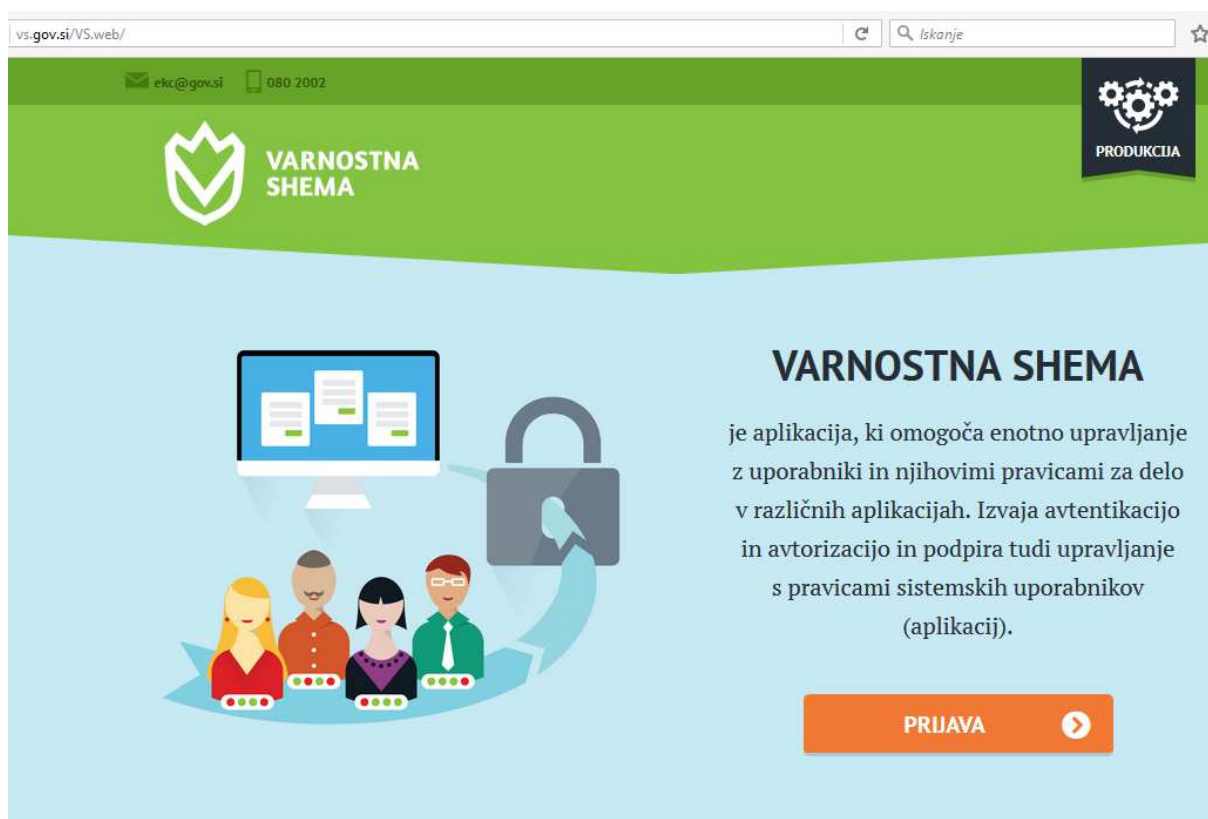 vs.gov.si/VS.web/
Iskanje
ekc@gov.si 080 2002
PRODUKCIJA
VARNOSTNA
SHEMA
VARNOSTNA SHEMA
je aplikacija, ki omogoča enotno upravljanje
z uporabniki in njihovimi pravicami za delo
v različnih aplikacijah. Izvaja avtentikacijo
in avtorizacijo in podpira tudi upravljanje
s pravicami sistemskih uporabnikov
(aplikacij).
PRIJAVA